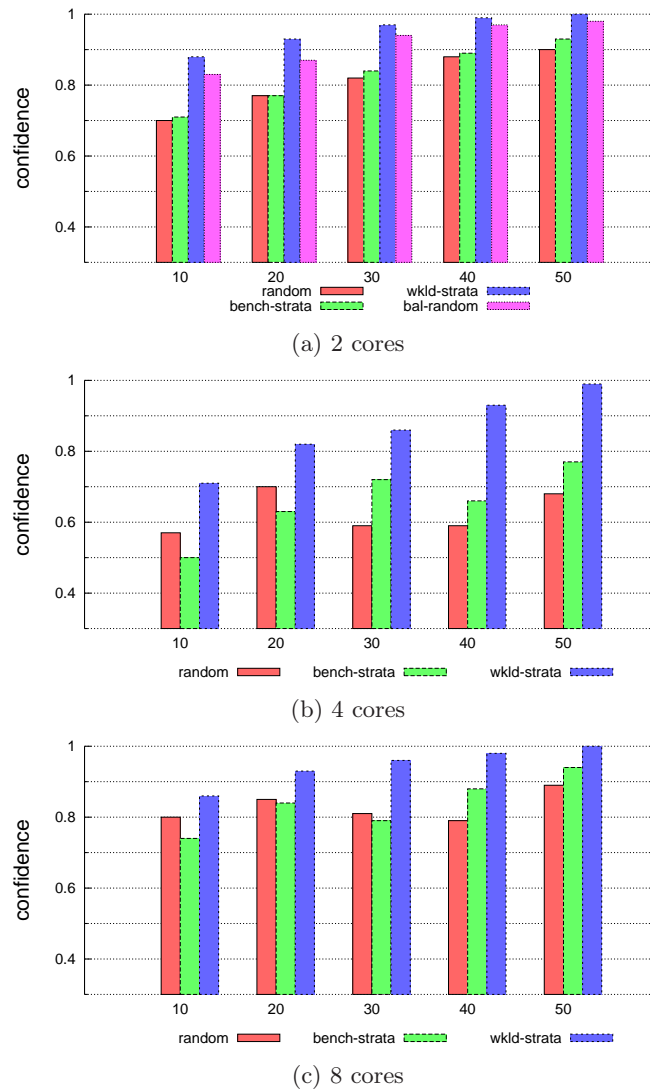 1
0.8
0.6
0.4
confidence
10 20 30 40 50
random wkld-strata
bench-strata bal-random
(a) 2 cores
1
0.8
0.6
0.4
confidence
10 20 30 40 50
random bench-strata wkld-strata
(b) 4 cores
1
0.8
0.6
0.4
confidence
10 20 30 40 50
random bench-strata wkld-strata
(c) 8 cores